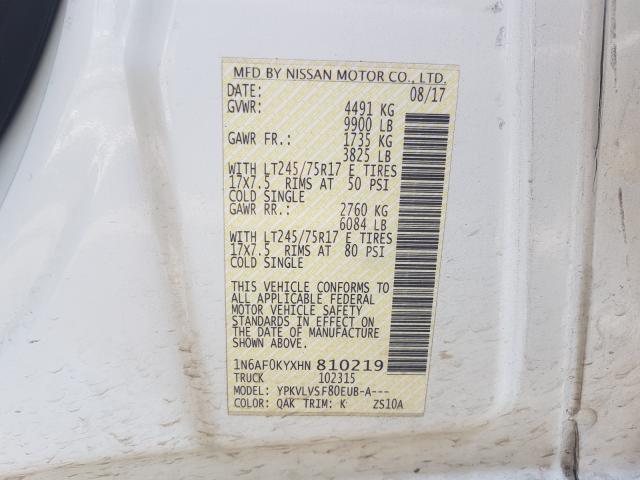 MFD BY NISSAN MOTOR CO., LTD.
DATE: 08/17
GVWR: 4491 KG
9900 LB
GAWR FR.: 1735 KG
3825 LB
WITH LT245/75R17 E TIRES
17X7.5 RIMS AT 50 PSI
COLD SINGLE
GAWR RR.: 2760 KG
6084 LB
WITH LT245/75R17 E TIRES
17X7.5 RIMS AT 80 PSI
COLD SINGLE
THIS VEHICLE CONFORMS TO
ALL APPLICABLE FEDERAL
MOTOR VEHICLE SAFETY
STANDARDS IN EFFECT ON
THE DATE OF MANUFACTURE
SHOWN ABOVE.
1N6AF0KYXHN 810219
TRUCK 102315
MODEL: YPKVLVSF80EUB-A---
COLOR: QAK TRIM: K ZS10A